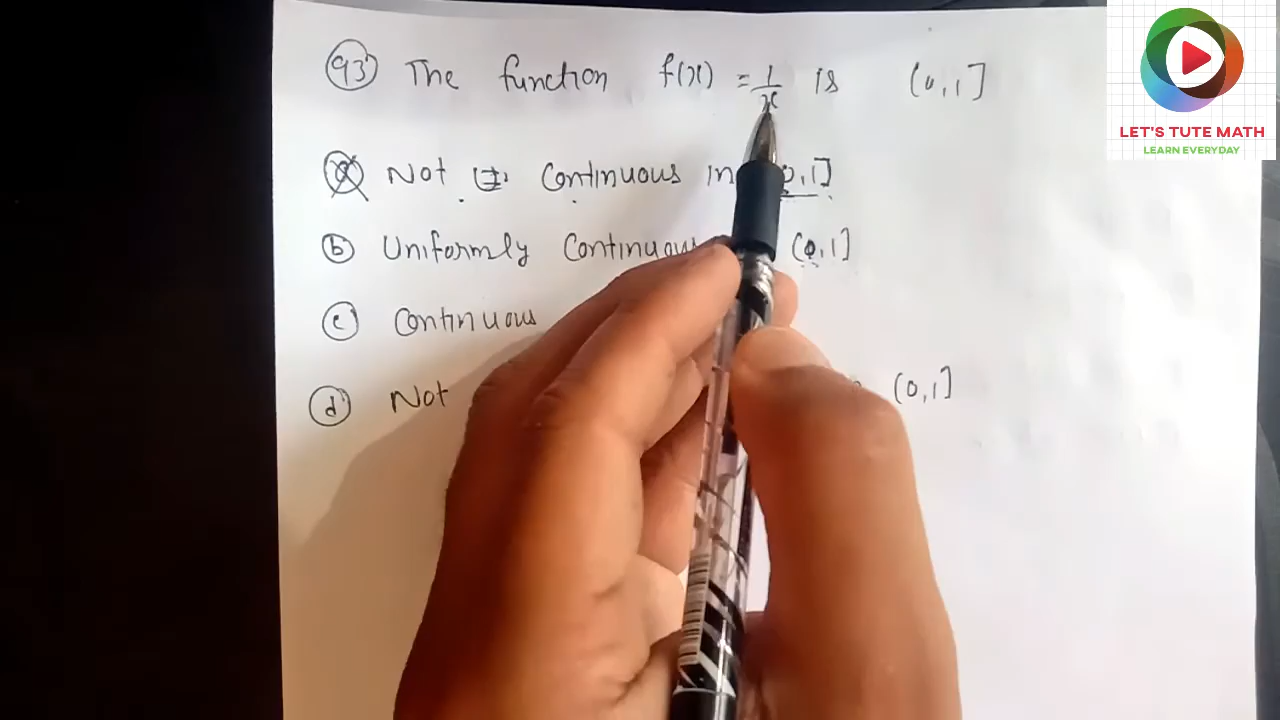 93 The function f(x) = 1/x is (0,1]
a Not Continuous in 0,1]
b Uniformly Continuous (0,1]
c Continuous
d Not (0,1]
LET'S TUTE MATH
LEARN EVERYDAY